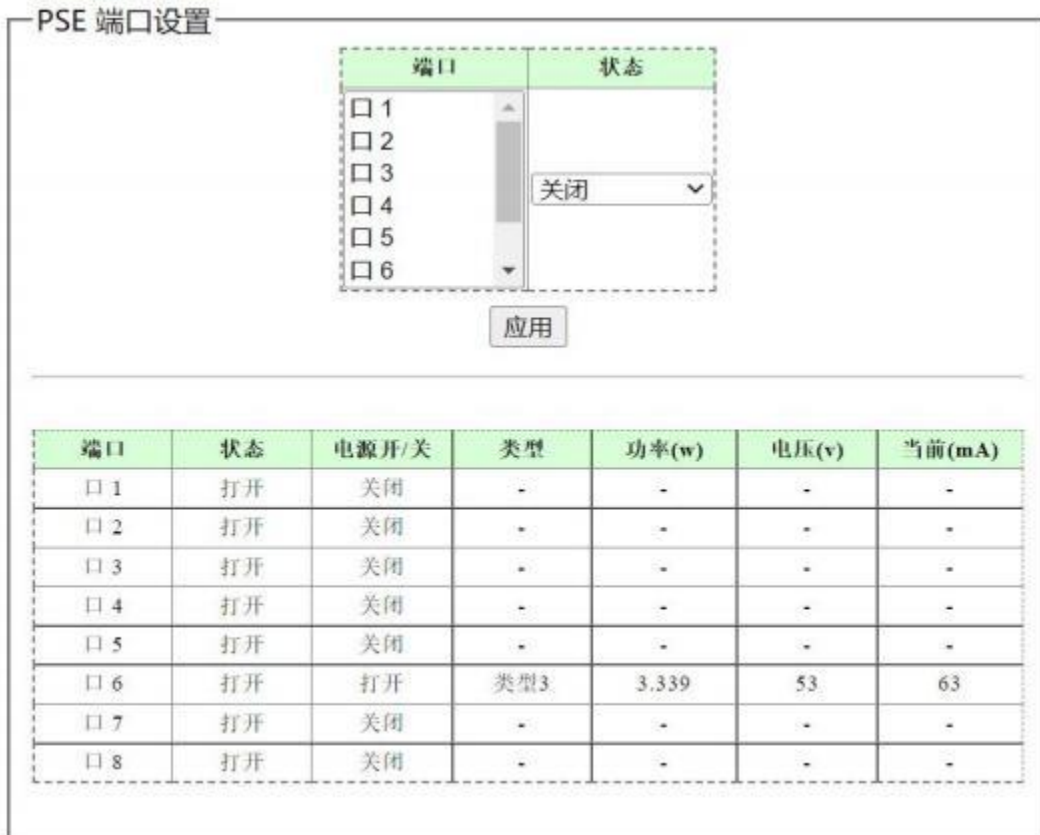 PSE 端口设置
端口 状态
口 1
口 2
口 3
口 4
口 5
口 6
关闭
应用
端口 状态 电源开/关 类型 功率(w) 电压(v) 当前(mA)
口 1 打开 关闭 - - - -
口 2 打开 关闭 - - - -
口 3 打开 关闭 - - - -
口 4 打开 关闭 - - - -
口 5 打开 关闭 - - - -
口 6 打开 打开 类型3 3.339 53 63
口 7 打开 关闭 - - - -
口 8 打开 关闭 - - - -